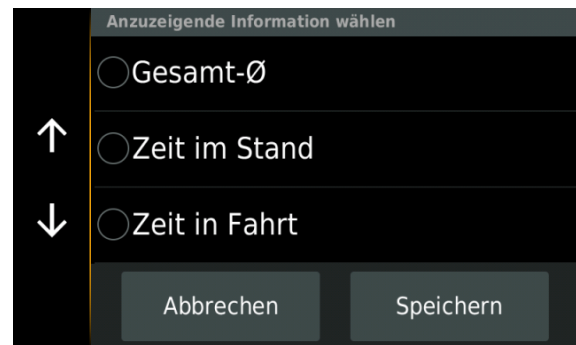 Anzuzeigende Information wählen
Gesamt-Ø
Zeit im Stand
Zeit in Fahrt
Abbrechen
Speichern